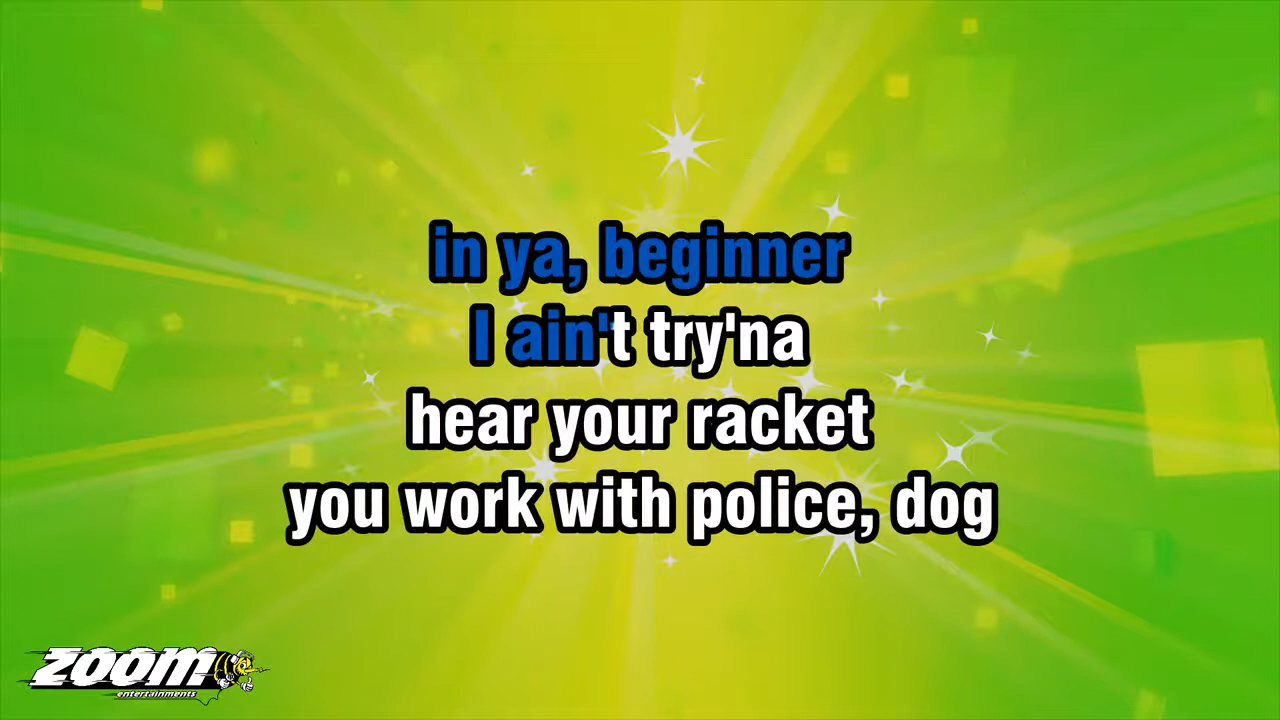 in ya, beginner
I ain't try'na
hear your racket
you work with police, dog
ZOOM
entertainments